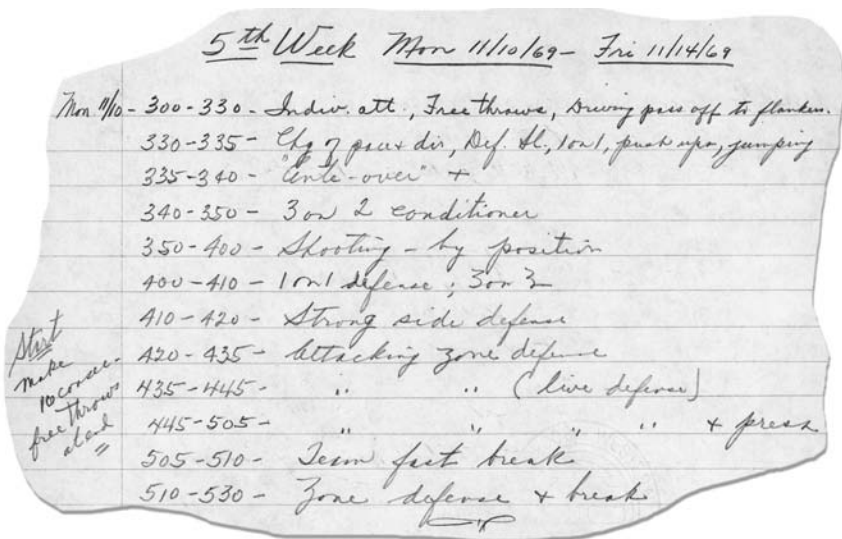 5th Week Mon 11/10/69 - Fri 11/14/69
Mon 11/10 - 300-330 - Indiv. att., Free throws, Driving pass off to flankers.
330-335 - Chg of pace & dir, Def. sl., 1 on 1, push ups, jumping
335-340 - "Ante-over" +
340-350 - 3 on 2 conditioner
350-400 - Shooting - by position
400-410 - 1 on 1 defense; 3 on 3
410-420 - Strong side defense
420-435 - Attacking zone defense
435-445 - " " (live defense)
445-505 - " " " " + press
505-510 - Team fast break
510-530 - Zone defense + break
Start
make
10 consec.
free throws
at end